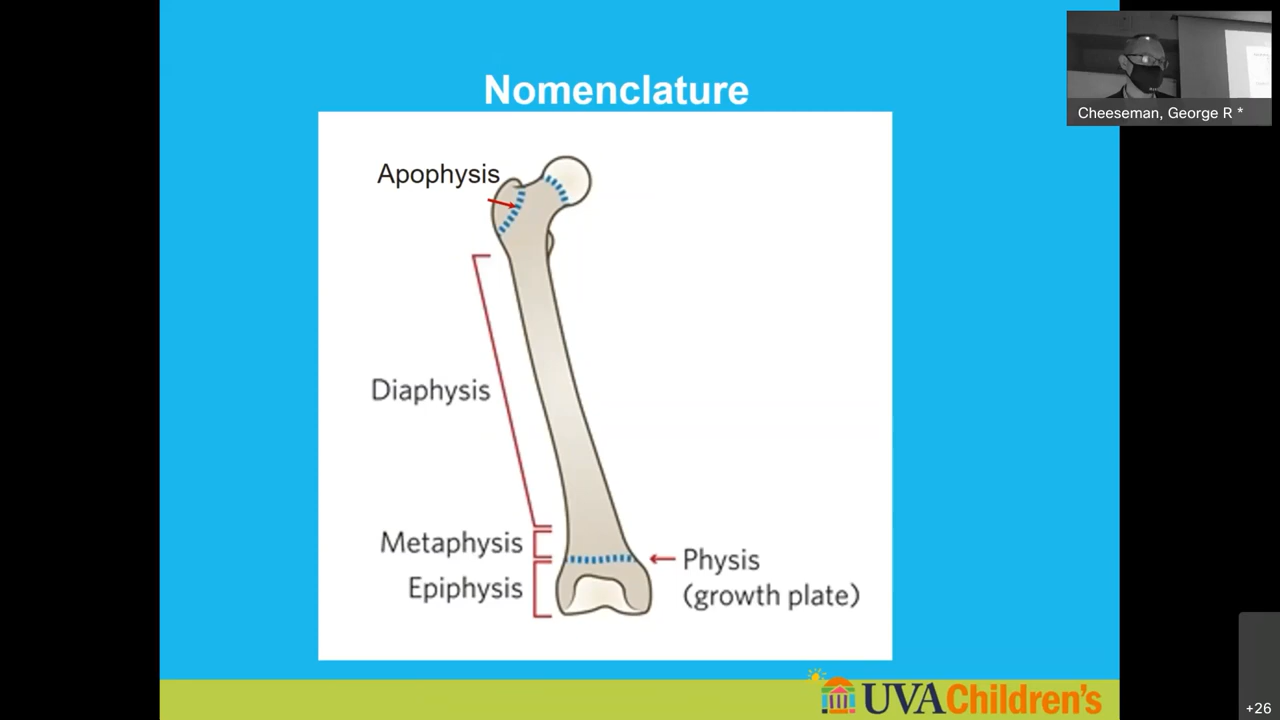 Nomenclature
Cheeseman, George R *
Apophysis
Diaphysis
Metaphysis
Epiphysis
Physis
(growth plate)
UVA Children's
+26